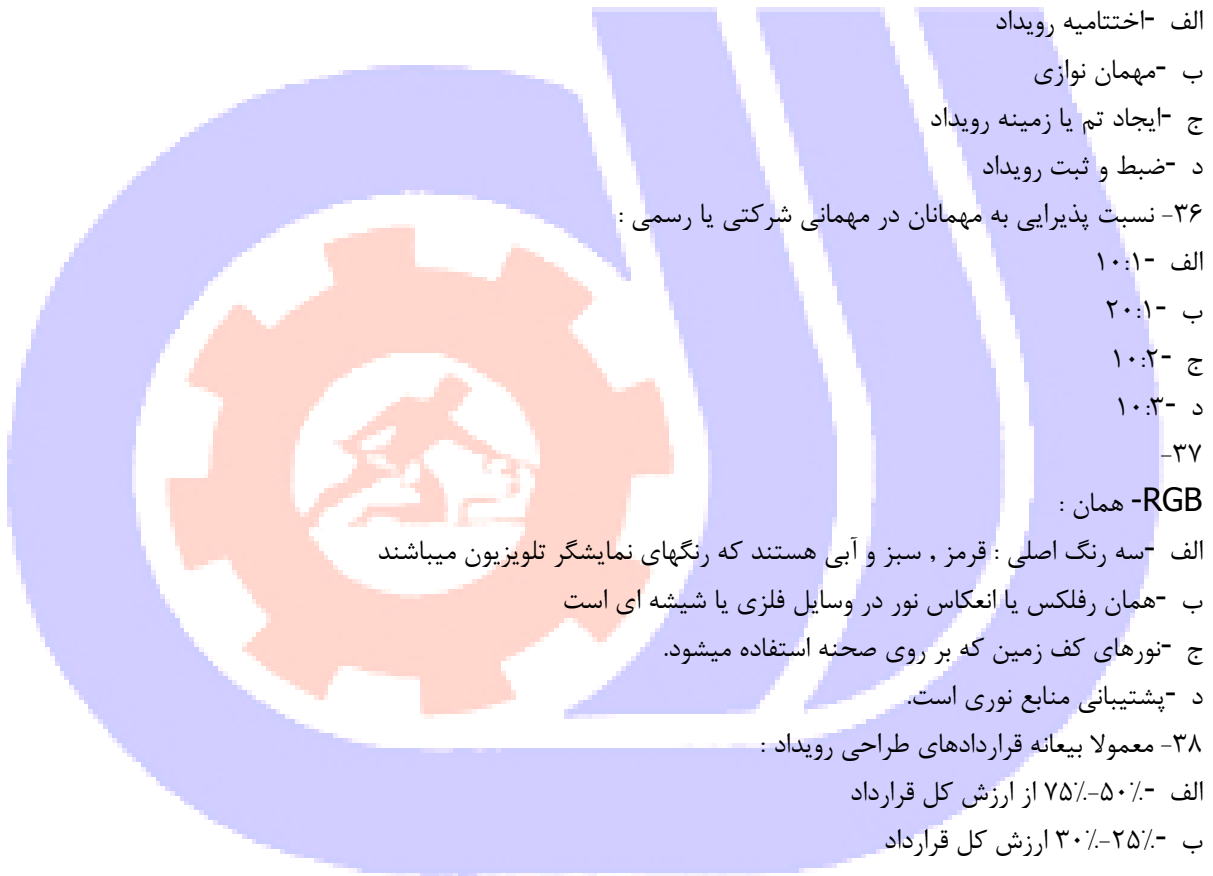 الف -اختتامیه رویداد
ب -مهمان نوازی
ج -ایجاد تم یا زمینه رویداد
د -ضبط و ثبت رویداد
۳۶- نسبت پذیرایی به مهمانان در مهمانی شرکتی یا رسمی :
الف -۱۰:۱
ب -۲۰:۱
ج -۱۰:۲
د -۱۰:۳
۳۷-
RGB- همان :
الف -سه رنگ اصلی : قرمز , سبز و آبی هستند که رنگهای نمایشگر تلویزیون میباشند
ب -همان رفلکس یا انعکاس نور در وسایل فلزی یا شیشه ای است
ج -نورهای کف زمین که بر روی صحنه استفاده میشود.
د -پشتیبانی منابع نوری است.
۳۸- معمولا بیعانه قراردادهای طراحی رویداد :
الف -۵۰٪-۷۵٪ از ارزش کل قرارداد
ب -۲۵٪-۳۰٪ ارزش کل قرارداد